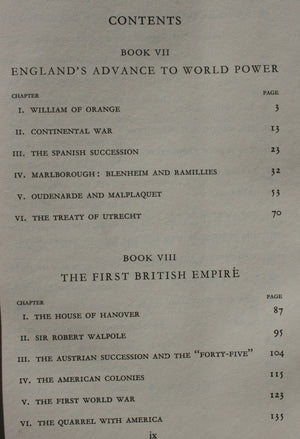 CONTENTS
BOOK VII
ENGLAND'S ADVANCE TO WORLD POWER
CHAPTER PAGE
I. WILLIAM OF ORANGE 3
II. CONTINENTAL WAR 13
III. THE SPANISH SUCCESSION 23
IV. MARLBOROUGH: BLENHEIM AND RAMILLIES 32
V. OUDENARDE AND MALPLAQUET 53
VI. THE TREATY OF UTRECHT 70
BOOK VIII
THE FIRST BRITISH EMPIRE
CHAPTER PAGE
I. THE HOUSE OF HANOVER 87
II. SIR ROBERT WALPOLE 95
III. THE AUSTRIAN SUCCESSION AND THE "FORTY-FIVE" 104
IV. THE AMERICAN COLONIES 115
V. THE FIRST WORLD WAR 123
VI. THE QUARREL WITH AMERICA 135
ix